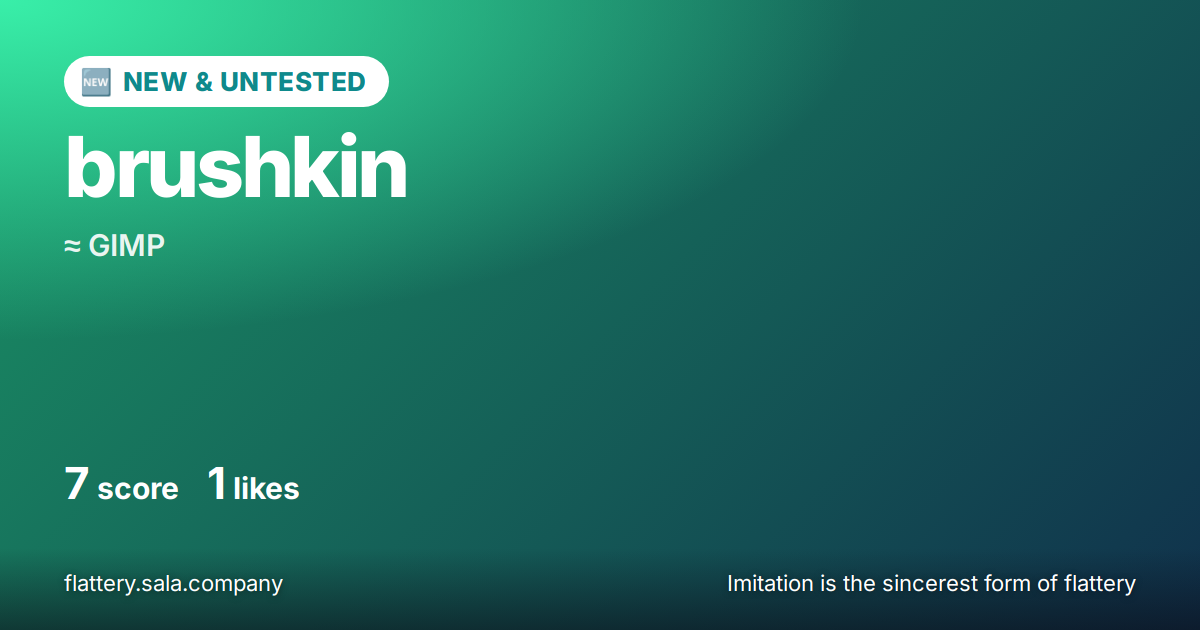 🆕 NEW & UNTESTED
brushkin
≈ GIMP
7 score 1 likes
flattery.sala.company
Imitation is the sincerest form of flattery